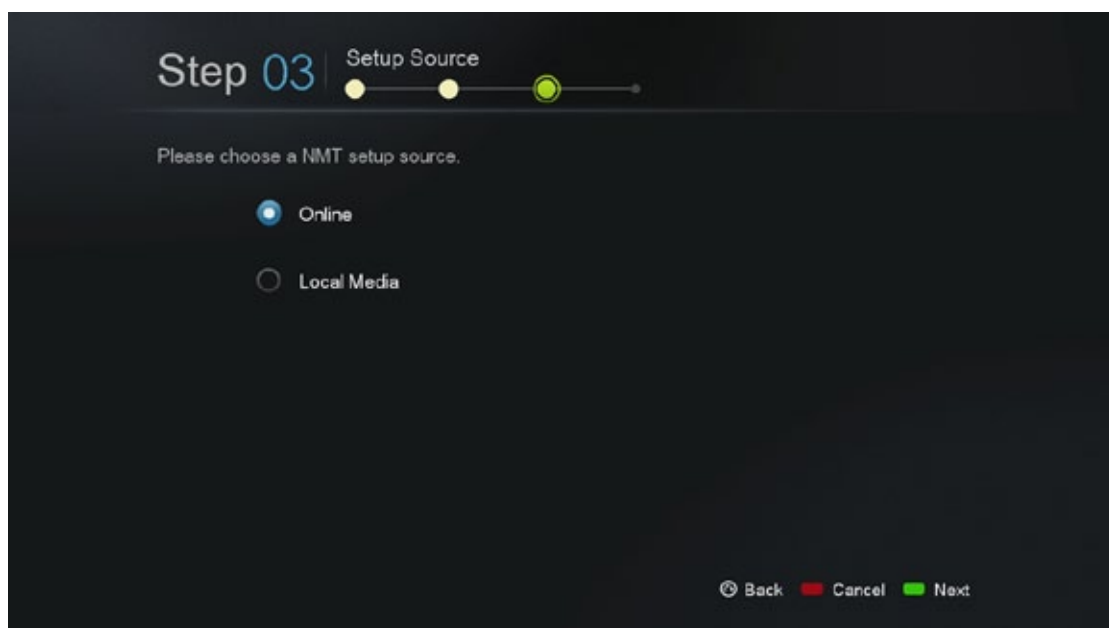 Step 03
Setup Source
Please choose a NMT setup source.
Online
Local Media
Back Cancel Next